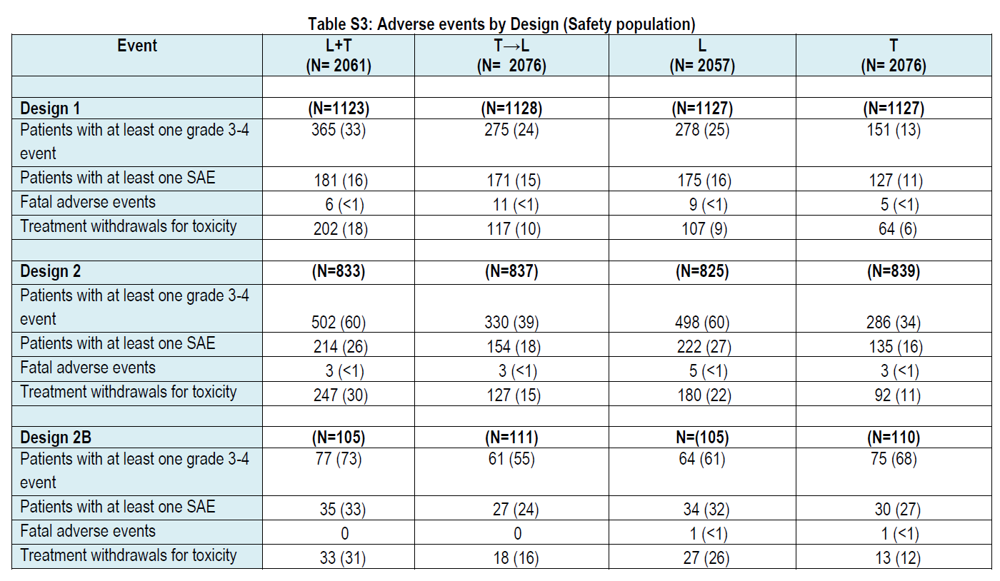 Table S3: Adverse events by Design (Safety population)
Event L+T T→L L T
(N= 2061) (N=  2076) (N= 2057) (N= 2076)
Design 1 (N=1123) (N=1128) (N=1127) (N=1127)
Patients with at least one grade 3-4 365 (33) 275 (24) 278 (25) 151 (13)
event
Patients with at least one SAE 181 (16) 171 (15) 175 (16) 127 (11)
Fatal adverse events 6 (<1) 11 (<1) 9 (<1) 5 (<1)
Treatment withdrawals for toxicity 202 (18) 117 (10) 107 (9) 64 (6)
Design 2 (N=833) (N=837) (N=825) (N=839)
Patients with at least one grade 3-4
event 502 (60) 330 (39) 498 (60) 286 (34)
Patients with at least one SAE 214 (26) 154 (18) 222 (27) 135 (16)
Fatal adverse events 3 (<1) 3 (<1) 5 (<1) 3 (<1)
Treatment withdrawals for toxicity 247 (30) 127 (15) 180 (22) 92 (11)
Design 2B (N=105) (N=111) N=(105) (N=110)
Patients with at least one grade 3-4 77 (73) 61 (55) 64 (61) 75 (68)
event
Patients with at least one SAE 35 (33) 27 (24) 34 (32) 30 (27)
Fatal adverse events 0 0 1 (<1) 1 (<1)
Treatment withdrawals for toxicity 33 (31) 18 (16) 27 (26) 13 (12)